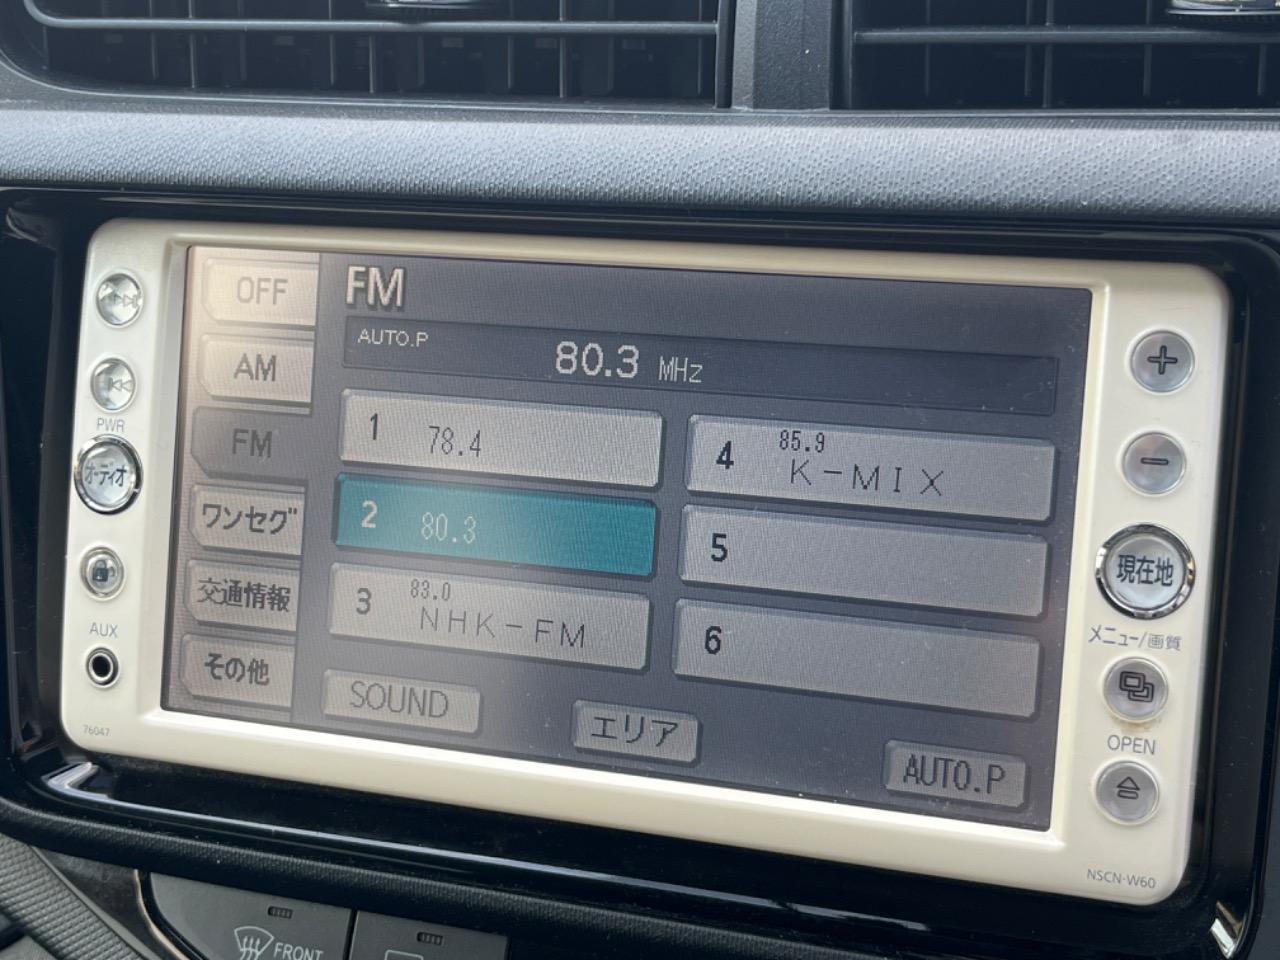 OFF
AM
FM
ワンセグ
交通情報
その他
FM
AUTO.P
80.3 MHz
1 78.4
2 80.3
3 83.0
NHK-FM
4 85.9
K-MIX
5
6
SOUND
エリア
AUTO.P
PWR
オーディオ
AUX
76047
現在地
メニュー/画質
OPEN
NSCN-W60
FRONT